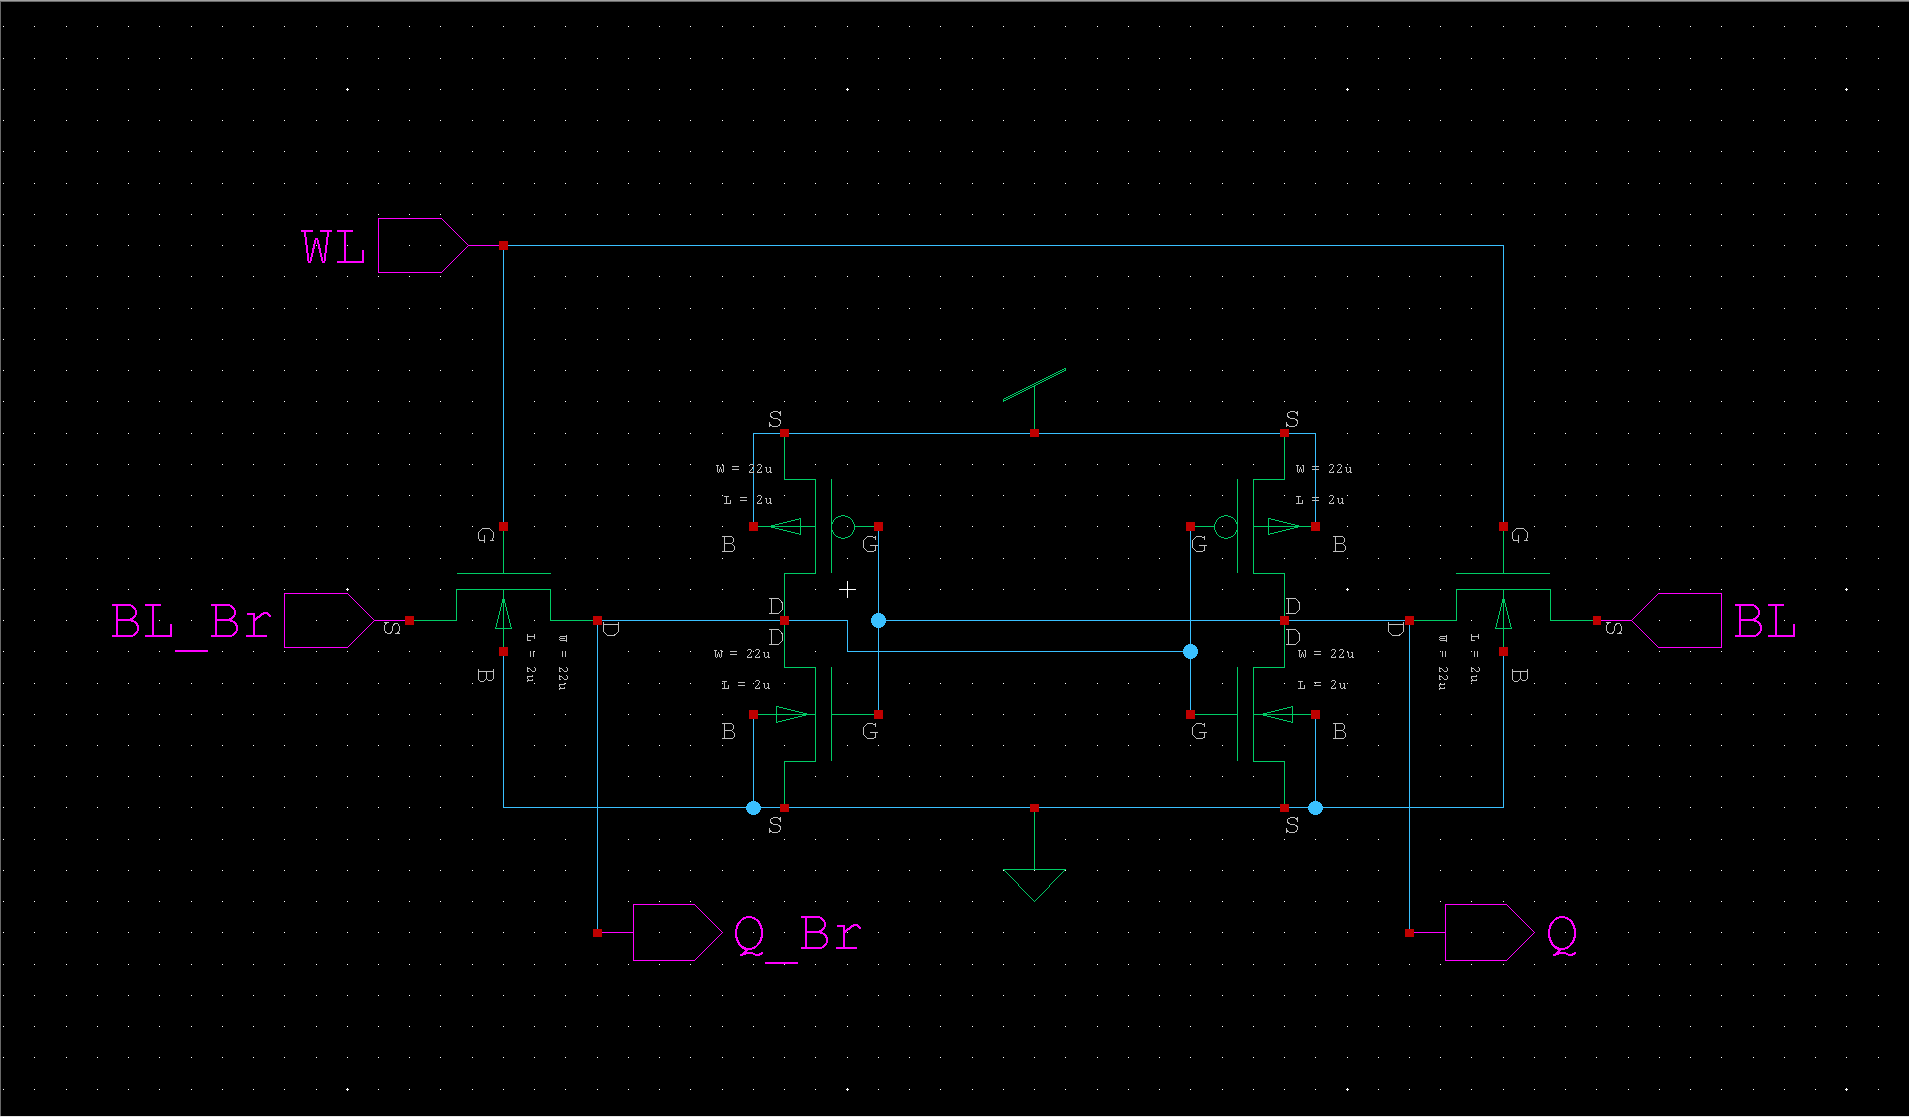 WL
S S
W = 22u W = 22u
L = 2u L = 2u
G G
B G G B
BL_Br S D D D D S BL
D D
L = 2u W = 22u W = 22u L = 2u
W = 22u W = 22u
B L = 2u L = 2u B
B G G B
S S
Q_Br Q